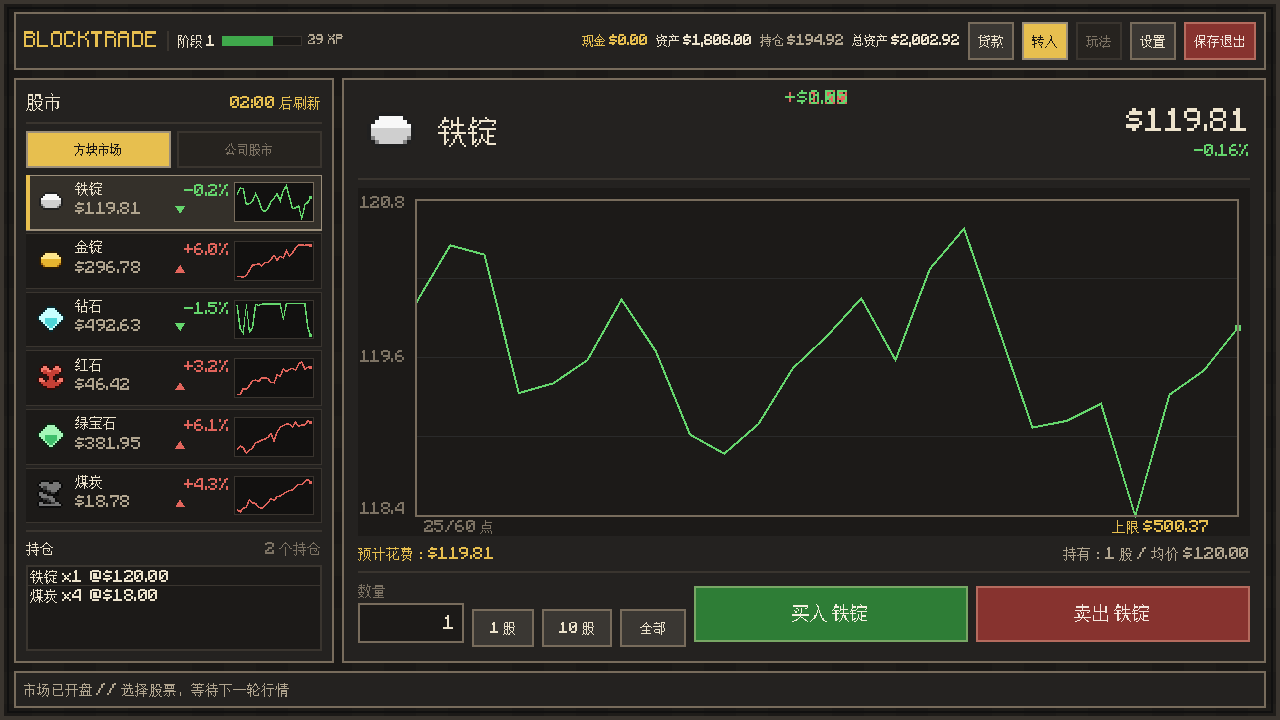 BLOCKTRADE 阶段 1 39 XP 现金 $0.00 资产 $1,808.00 持仓 $194.92 总资产 $2,002.92 贷款 转入 玩法 设置 保存退出
股市 02:00 后刷新
方块市场 公司股市
铁锭 -0.2%
$119.81
金锭 +6.0%
$296.78
钻石 -1.5%
$492.63
红石 +3.2%
$46.42
绿宝石 +6.1%
$381.95
煤炭 +4.3%
$18.78
持仓 2 个持仓
铁锭 x1 @$120.00
煤炭 x4 @$18.00
铁锭 $119.81
-0.16%
120.8
119.6
118.4
25/60 点 上限 $500.37
预计花费：$119.81 持有：1 股 / 均价 $120.00
数量
1 1 股 10 股 全部 买入 铁锭 卖出 铁锭
市场已开盘 // 选择股票，等待下一轮行情